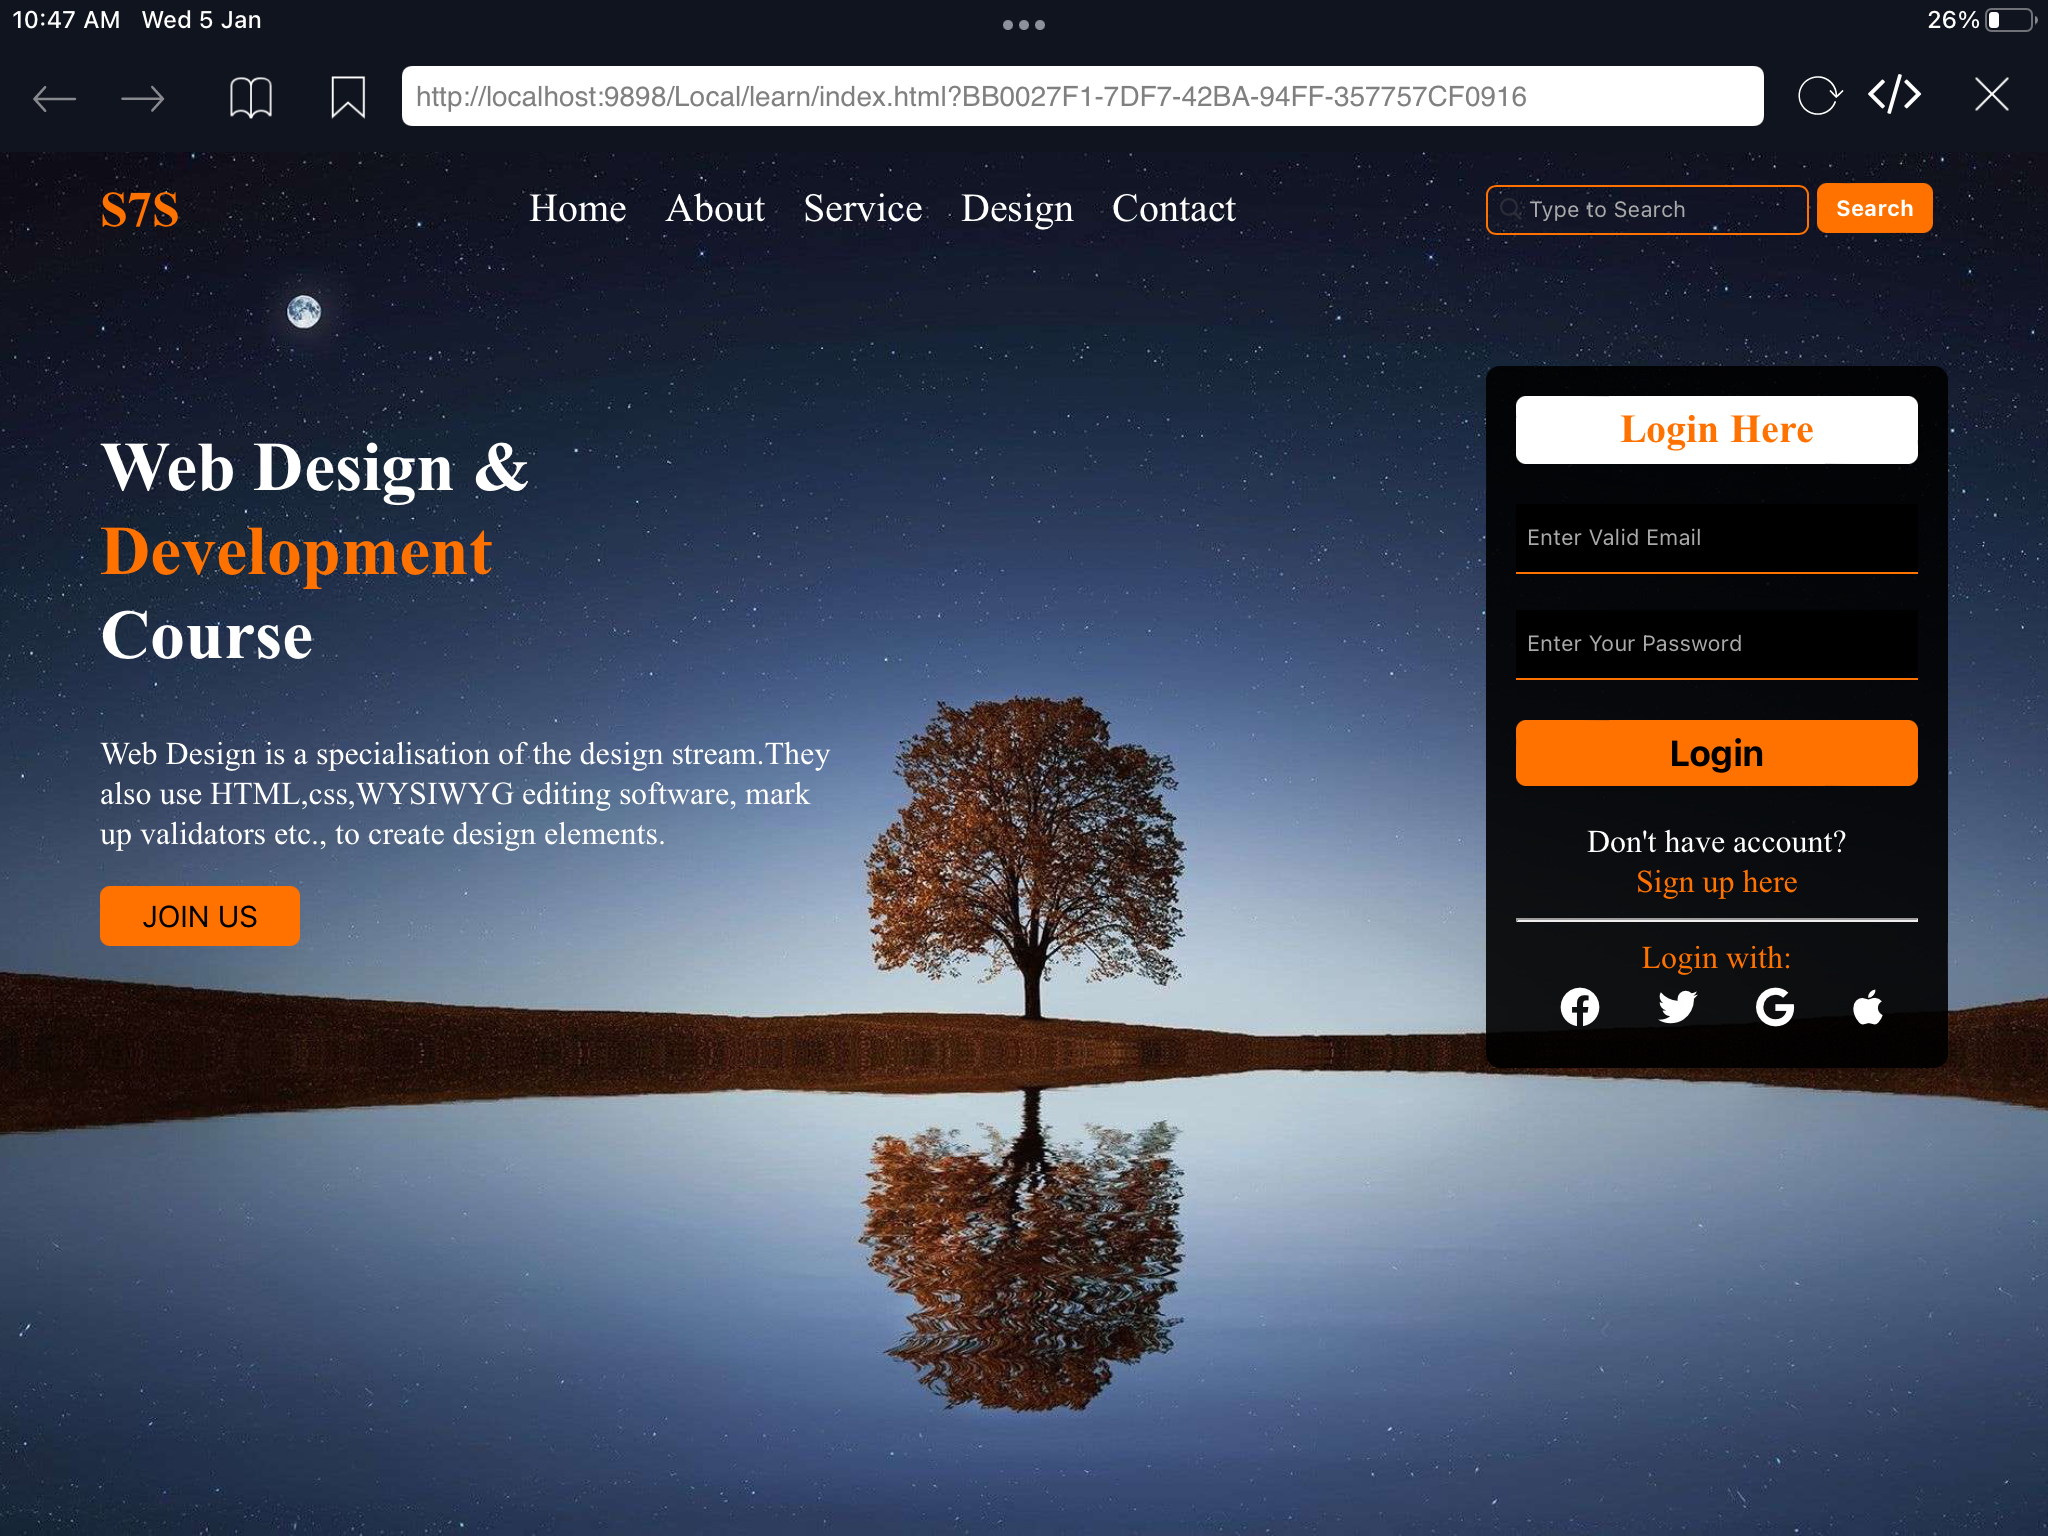 10:47 AM Wed 5 Jan
26%
http://localhost:9898/Local/learn/index.html?BB0027F1-7DF7-42BA-94FF-357757CF0916
S7S
Home About Service Design Contact
Type to Search
Search
Web Design &
Development
Course
Web Design is a specialisation of the design stream.They
also use HTML,css,WYSIWYG editing software, mark
up validators etc., to create design elements.
JOIN US
Login Here
Enter Valid Email
Enter Your Password
Login
Don't have account?
Sign up here
Login with: